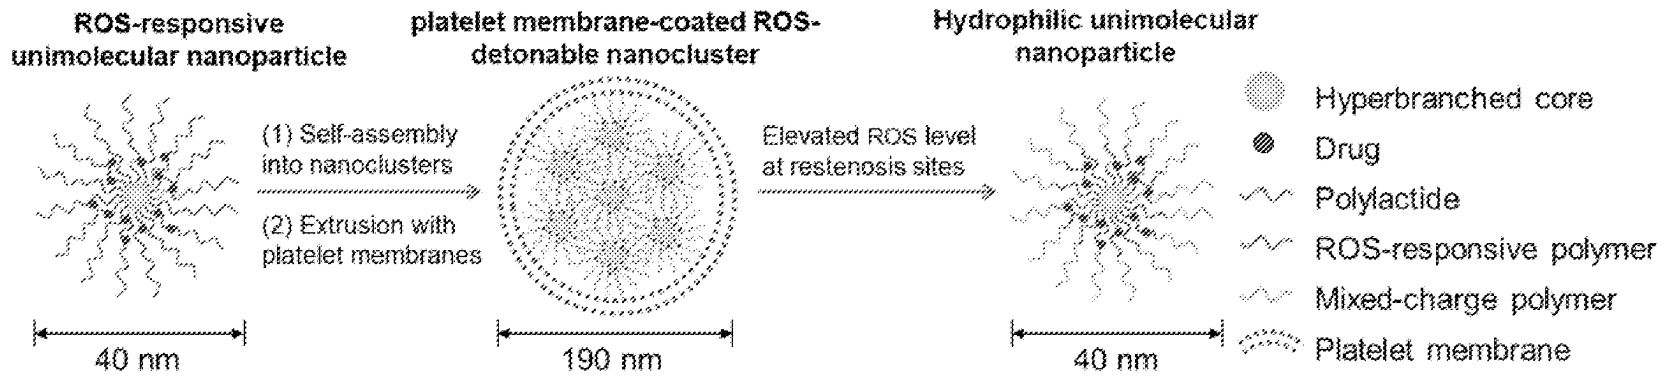 ROS-responsive
unimolecular nanoparticle
platelet membrane-coated ROS-
detonable nanocluster
Hydrophilic unimolecular
nanoparticle
(1) Self-assembly
into nanoclusters
(2) Extrusion with
platelet membranes
Elevated ROS level
at restenosis sites
40 nm
190 nm
40 nm
Hyperbranched core
Drug
Polylactide
ROS-responsive polymer
Mixed-charge polymer
Platelet membrane